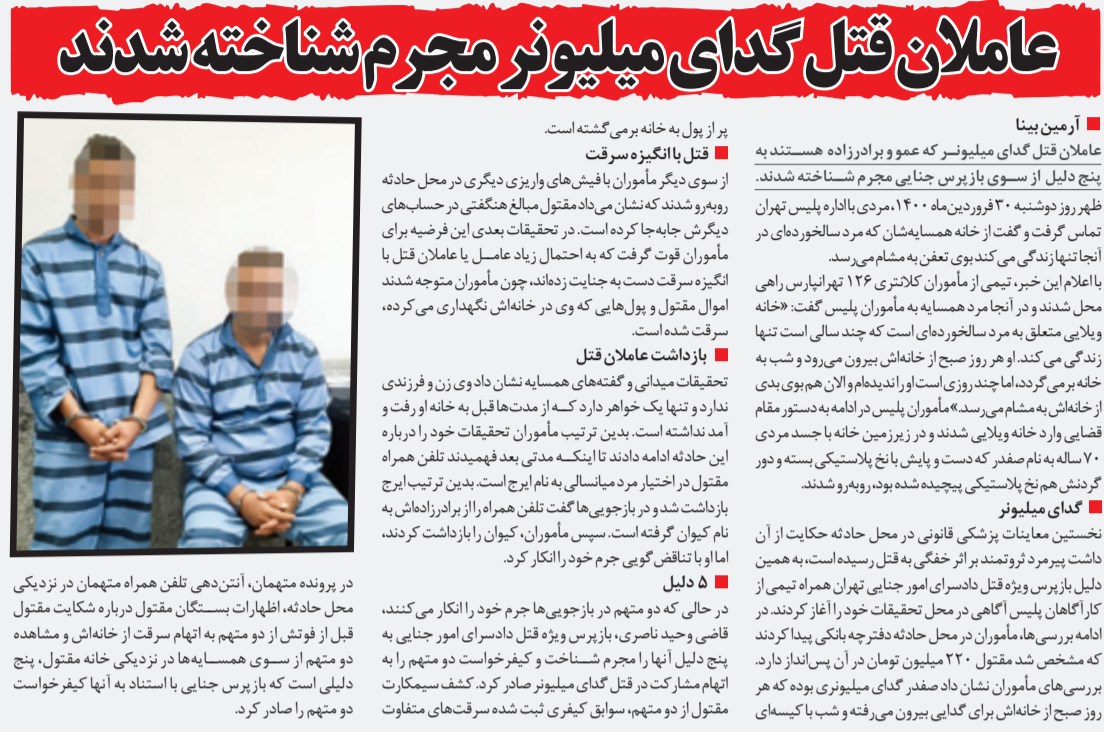 عاملان قتل گدای میلیونر مجرم شناخته شدند
آرمین بینا
عاملان قتل گدای میلیونر که عمو و برادرزاده هستند به
پنج دلیل از سوی بازپرس جنایی مجرم شناخته شدند.
ظهر روز دوشنبه ۳۰ فروردین‌ماه ۱۴۰۰، مردی با اداره پلیس تهران
تماس گرفت و گفت از خانه همسایه‌شان که مرد سالخورده‌ای در
آنجا تنها زندگی می‌کند بوی تعفن به مشام می‌رسد.
با اعلام این خبر، تیمی از مأموران کلانتری ۱۲۶ تهرانپارس راهی
محل شدند و در آنجا مرد همسایه به مأموران پلیس گفت: «خانه
ویلایی متعلق به مرد سالخورده‌ای است که چند سالی است تنها
زندگی می‌کند. او هر روز صبح از خانه‌اش بیرون می‌رود و شب به
خانه برمی‌گردد، اما چند روزی است او را ندیده‌ام و الان هم بوی بدی
از خانه‌اش به مشام می‌رسد.» مأموران پلیس در ادامه به دستور مقام
قضایی وارد خانه ویلایی شدند و در زیرزمین خانه با جسد مردی
۷۰ ساله به نام صفدر که دست و پایش با نخ پلاستیکی بسته و دور
گردنش هم نخ پلاستیکی پیچیده شده بود، روبه‌رو شدند.
گدای میلیونر
نخستین معاینات پزشکی قانونی در محل حادثه حکایت از آن
داشت پیرمرد ثروتمند بر اثر خفگی به قتل رسیده است، به همین
دلیل بازپرس ویژه قتل دادسرای امور جنایی تهران همراه تیمی از
کارآگاهان پلیس آگاهی در محل تحقیقات خود را آغاز کردند. در
ادامه بررسی‌ها، مأموران در محل حادثه دفترچه بانکی پیدا کردند
که مشخص شد مقتول ۲۲۰ میلیون تومان در آن پس‌انداز دارد.
بررسی‌های مأموران نشان داد صفدر گدای میلیونری بوده که هر
روز صبح از خانه‌اش برای گدایی بیرون می‌رفته و شب با کیسه‌ای
پر از پول به خانه برمی‌گشته است.
قتل با انگیزه سرقت
از سوی دیگر مأموران با فیش‌های واریزی دیگری در محل حادثه
روبه‌رو شدند که نشان می‌داد مقتول مبالغ هنگفتی در حساب‌های
دیگرش جابه‌جا کرده است. در تحقیقات بعدی این فرضیه برای
مأموران قوت گرفت که به احتمال زیاد عامل یا عاملان قتل با
انگیزه سرقت دست به جنایت زده‌اند، چون مأموران متوجه شدند
اموال مقتول و پول‌هایی که وی در خانه‌اش نگهداری می‌کرده،
سرقت شده است.
بازداشت عاملان قتل
تحقیقات میدانی و گفته‌های همسایه نشان داد وی زن و فرزندی
ندارد و تنها یک خواهر دارد که از مدت‌ها قبل به خانه او رفت و
آمد نداشته است. بدین ترتیب مأموران تحقیقات خود را درباره
این حادثه ادامه دادند تا اینکه مدتی بعد فهمیدند تلفن همراه
مقتول در اختیار مرد میانسالی به نام ایرج است. بدین ترتیب ایرج
بازداشت شد و در بازجویی‌ها گفت تلفن همراه را از برادرزاده‌اش به
نام کیوان گرفته است. سپس مأموران، کیوان را بازداشت کردند،
اما او با تناقض‌گویی جرم خود را انکار کرد.
۵ دلیل
در حالی که دو متهم در بازجویی‌ها جرم خود را انکار می‌کنند،
قاضی وحید ناصری، بازپرس ویژه قتل دادسرای امور جنایی به
پنج دلیل آنها را مجرم شناخت و کیفرخواست دو متهم را به
اتهام مشارکت در قتل گدای میلیونر صادر کرد. کشف سیمکارت
مقتول از دو متهم، سوابق کیفری ثبت شده سرقت‌های متفاوت
در پرونده متهمان، آنتن‌دهی تلفن همراه متهمان در نزدیکی
محل حادثه، اظهارات بستگان مقتول درباره شکایت مقتول
قبل از فوتش از دو متهم به اتهام سرقت از خانه‌اش و مشاهده
دو متهم از سوی همسایه‌ها در نزدیکی خانه مقتول، پنج
دلیلی است که بازپرس جنایی با استناد به آنها کیفرخواست
دو متهم را صادر کرد.